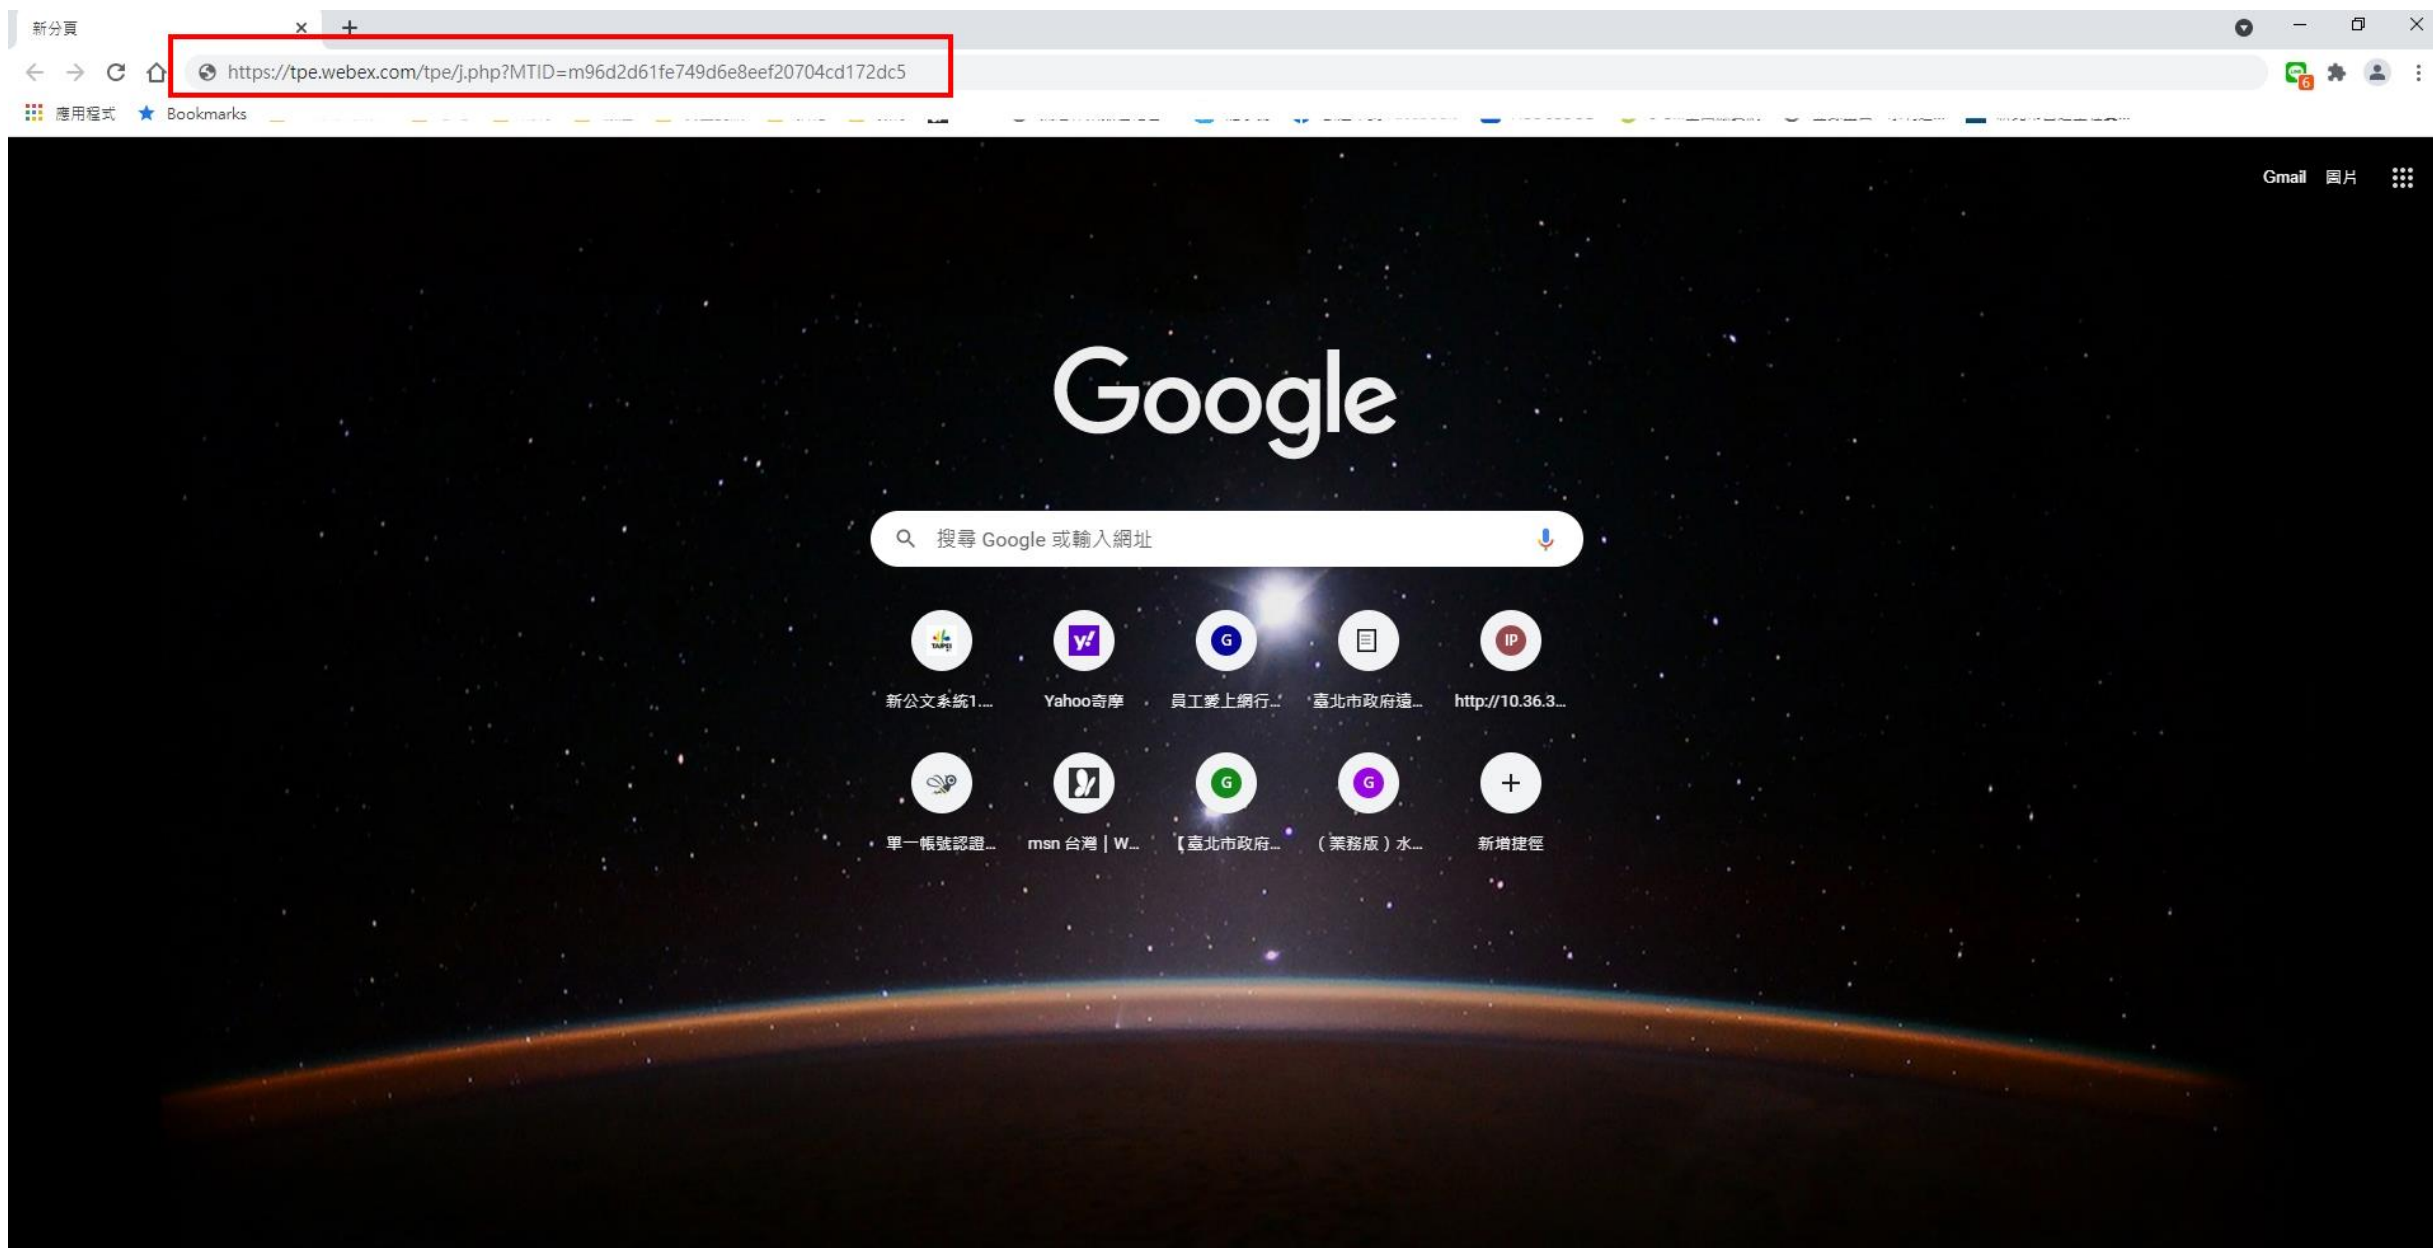 新分頁
https://tpe.webex.com/tpe/j.php?MTID=m96d2d61fe749d6e8eef20704cd172dc5
6
應用程式 Bookmarks
Gmail 圖片
Google
搜尋 Google 或輸入網址
TAIPEI y! G IP
新公文系統1.... Yahoo奇摩 員工愛上網行... 臺北市政府遠... http://10.36.3...
G G
單一帳號認證... msn 台灣 | W... 【臺北市政府... （業務版）水... 新增捷徑